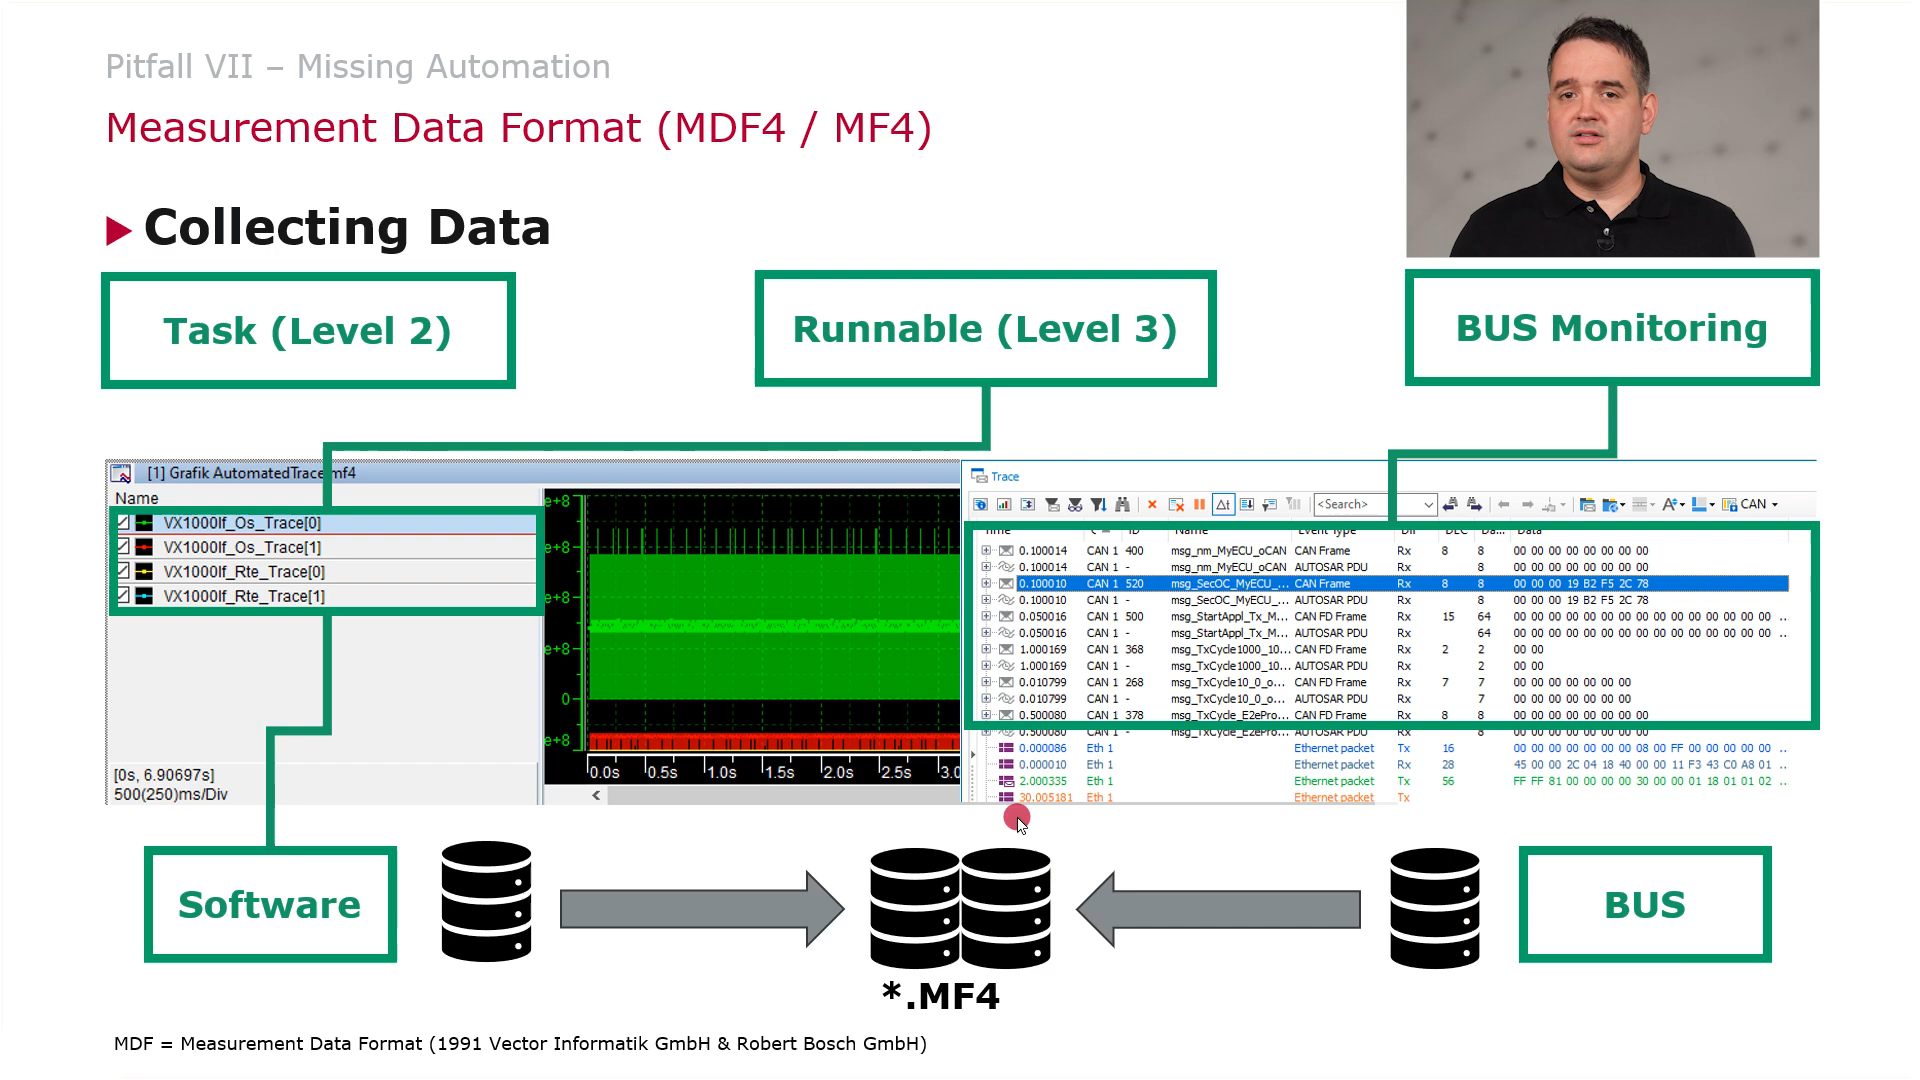 Pitfall VII – Missing Automation
Measurement Data Format (MDF4 / MF4)
Collecting Data
Task (Level 2)
Runnable (Level 3)
BUS Monitoring
[1] Grafik AutomatedTrace.mf4
Name
VX1000If_Os_Trace[0]
VX1000If_Os_Trace[1]
VX1000If_Rte_Trace[0]
VX1000If_Rte_Trace[1]
[0s, 6.90697s]
500(250)ms/Div
e+8
e+8
e+8
e+8
0
e+8
0.0s 0.5s 1.0s 1.5s 2.0s 2.5s 3.0
Trace
<Search> CAN
Time ID Name Event Type Dir DLC Da... Data
0.100014 CAN 1 400 msg_nm_MyECU_oCAN CAN Frame Rx 8 8 00 00 00 00 00 00 00 00
0.100014 CAN 1 - msg_nm_MyECU_oCAN AUTOSAR PDU Rx 8 00 00 00 00 00 00 00 00
0.100010 CAN 1 520 msg_SecOC_MyECU_... CAN Frame Rx 8 8 00 00 00 19 B2 F5 2C 78
0.100010 CAN 1 - msg_SecOC_MyECU_... AUTOSAR PDU Rx 8 00 00 00 19 B2 F5 2C 78
0.050016 CAN 1 500 msg_StartAppl_Tx_M... CAN FD Frame Rx 15 64 00 00 00 00 00 00 00 00 00 00 00 00 00 00 00 ...
0.050016 CAN 1 - msg_StartAppl_Tx_M... AUTOSAR PDU Rx 64 00 00 00 00 00 00 00 00 00 00 00 00 00 00 00 ...
1.000169 CAN 1 368 msg_TxCycle1000_10... CAN FD Frame Rx 2 2 00 00
1.000169 CAN 1 - msg_TxCycle1000_10... AUTOSAR PDU Rx 2 00 00
0.010799 CAN 1 268 msg_TxCycle10_0_o... CAN FD Frame Rx 7 7 00 00 00 00 00 00 00
0.010799 CAN 1 - msg_TxCycle10_0_o... AUTOSAR PDU Rx 7 00 00 00 00 00 00 00
0.500080 CAN 1 378 msg_TxCycle_E2ePro... CAN FD Frame Rx 8 8 00 00 00 00 00 00 00 00
0.500080 CAN 1 - msg_TxCycle_E2ePro... AUTOSAR PDU Rx 8 00 00 00 00 00 00 00 00
0.000086 Eth 1 Ethernet packet Tx 16 00 00 00 00 00 00 00 08 00 FF 00 00 00 00 00 ...
0.000010 Eth 1 Ethernet packet Rx 28 45 00 00 2C 04 18 40 00 00 11 F3 43 C0 A8 01 ...
2.000335 Eth 1 Ethernet packet Tx 56 FF FF 81 00 00 00 00 30 00 00 01 18 01 01 02 ...
30.005181 Eth 1 Ethernet packet Tx
Software
BUS
*.MF4
MDF = Measurement Data Format (1991 Vector Informatik GmbH & Robert Bosch GmbH)